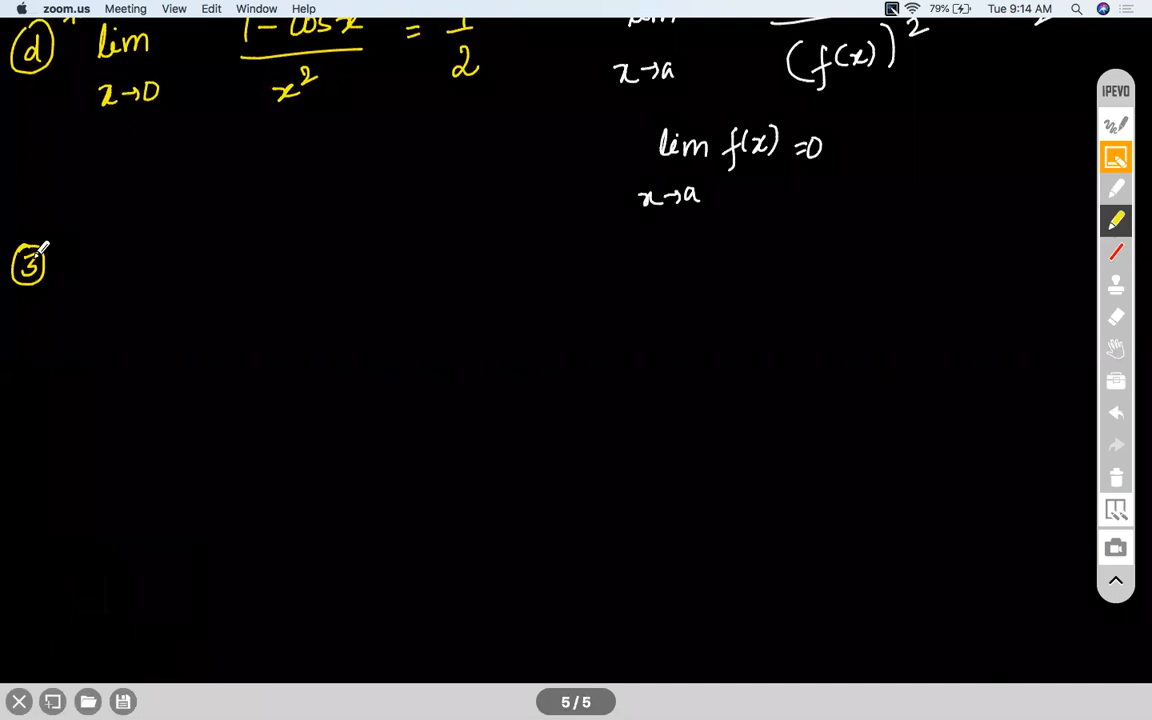 zoom.us Meeting View Edit Window Help 79% Tue 9:14 AM
(d) lim x→0 1 - cos x / x² = 1/2
x→a (f(x))²
lim f(x) = 0
x→a
(3)
IPEVO
5 / 5